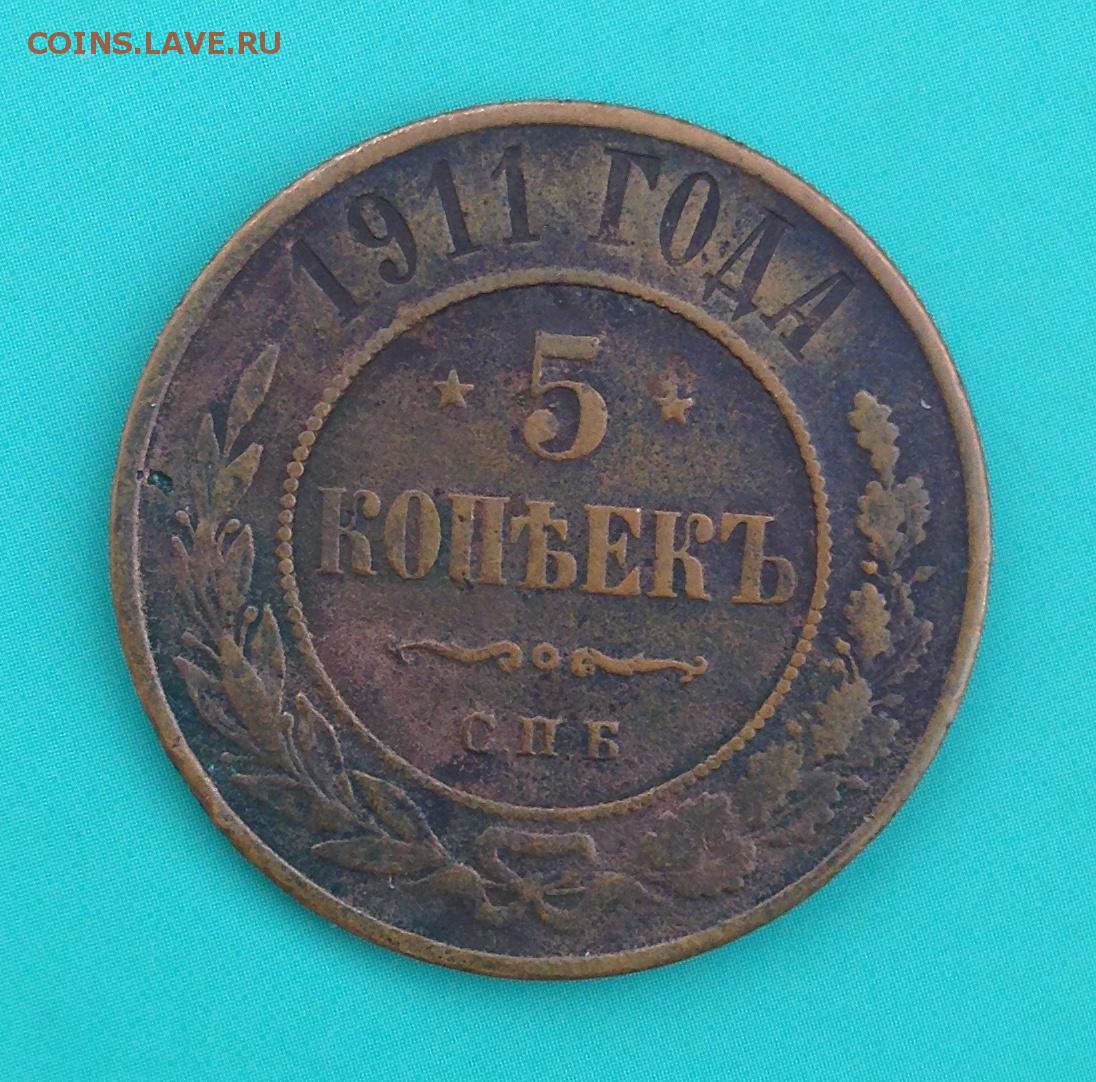 COINS.LAVE.RU
1911 ГОДА
5
КОПѢЕКЪ
СПБ